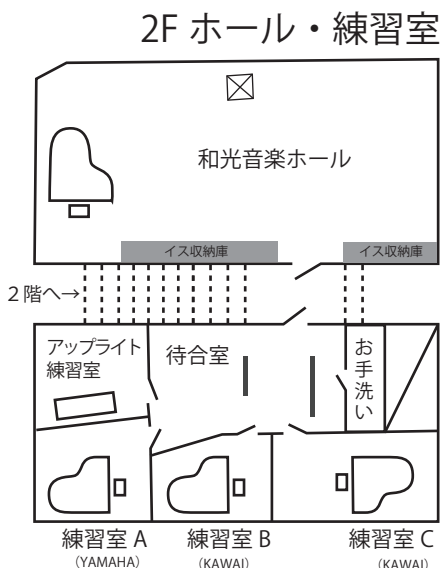 2F ホール・練習室
和光音楽ホール
イス収納庫
イス収納庫
2階へ→
アップライト
練習室
待合室
お手洗い
練習室 A
(YAMAHA)
練習室 B
(KAWAI)
練習室 C
(KAWAI)